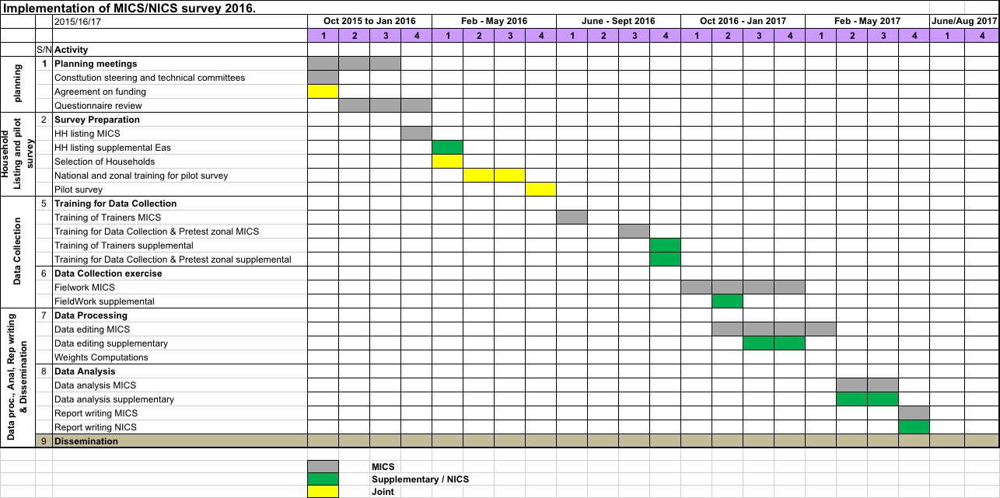 Implementation of MICS/NICS survey 2016.
2015/16/17 Oct 2015 to Jan 2016 Feb - May 2016 June - Sept 2016 Oct 2016 - Jan 2017 Feb - May 2017 June/Aug 2017
1 2 3 4 1 2 3 4 1 2 3 4 1 2 3 4 1 2 3 4 1 4
S/N Activity
planning
1 Planning meetings
Consttution steering and technical committees
Agreement on funding
Questionnaire review
Household
Listing and pilot
survey
2 Survey Preparation
HH listing MICS
HH listing supplemental Eas
Selection of Households
National and zonal training for pilot survey
Pilot survey
Data Collection
5 Training for Data Collection
Training of Trainers MICS
Training for Data Collection & Pretest zonal MICS
Training of Trainers supplemental
Training for Data Collection & Pretest zonal supplemental
6 Data Collection exercise
Fielwork MICS
FieldWork supplemental
Data proc., Anal, Rep writing
& Dissemination
7 Data Processing
Data editing MICS
Data editing supplementary
Weights Computations
8 Data Analysis
Data analysis MICS
Data analysis supplementary
Report writing MICS
Report writing NICS
9 Dissemination
MICS
Supplementary / NICS
Joint